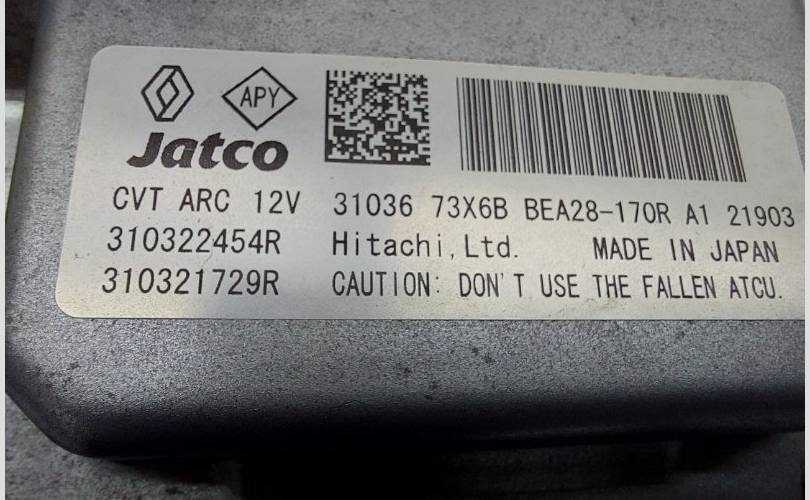 APY
Jatco
CVT ARC 12V 31036 73X6B BEA28-170R A1 21903
310322454R Hitachi, Ltd. MADE IN JAPAN
310321729R CAUTION: DON'T USE THE FALLEN ATCU.